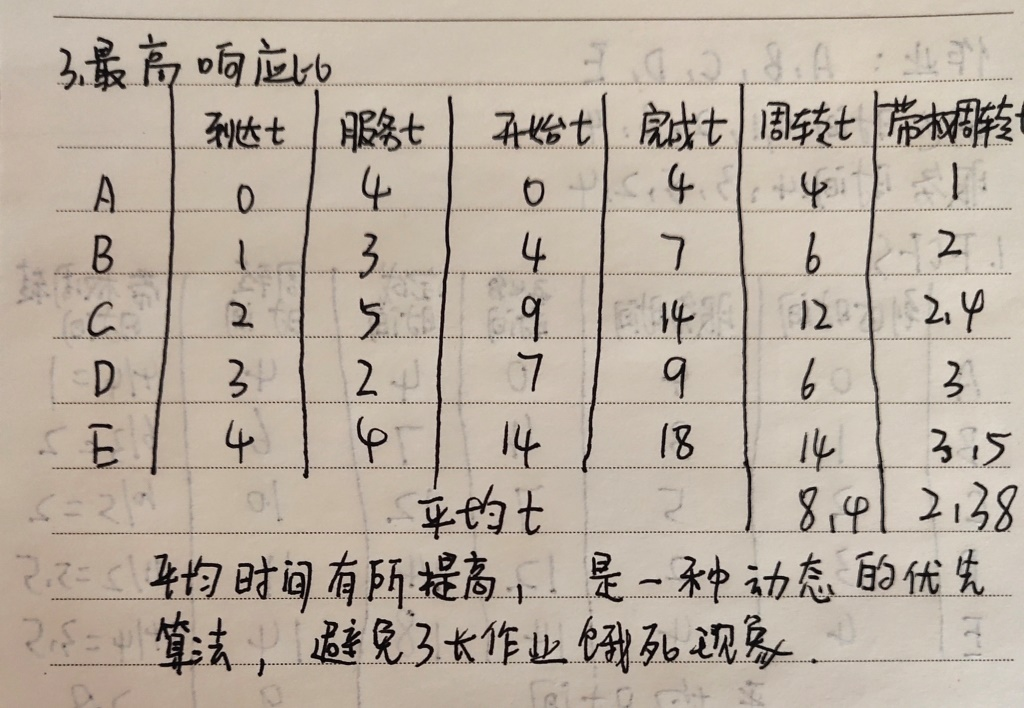 3.最高响应比
到达t 服务t 开始t 完成t 周转t 带权周转t
A 0 4 0 4 4 1
B 1 3 4 7 6 2
C 2 5 9 14 12 2.4
D 3 2 7 9 6 3
E 4 4 14 18 14 3.5
平均t 8.4 2.38
平均时间有所提高, 是一种动态的优先
算法, 避免了长作业饿死现象.